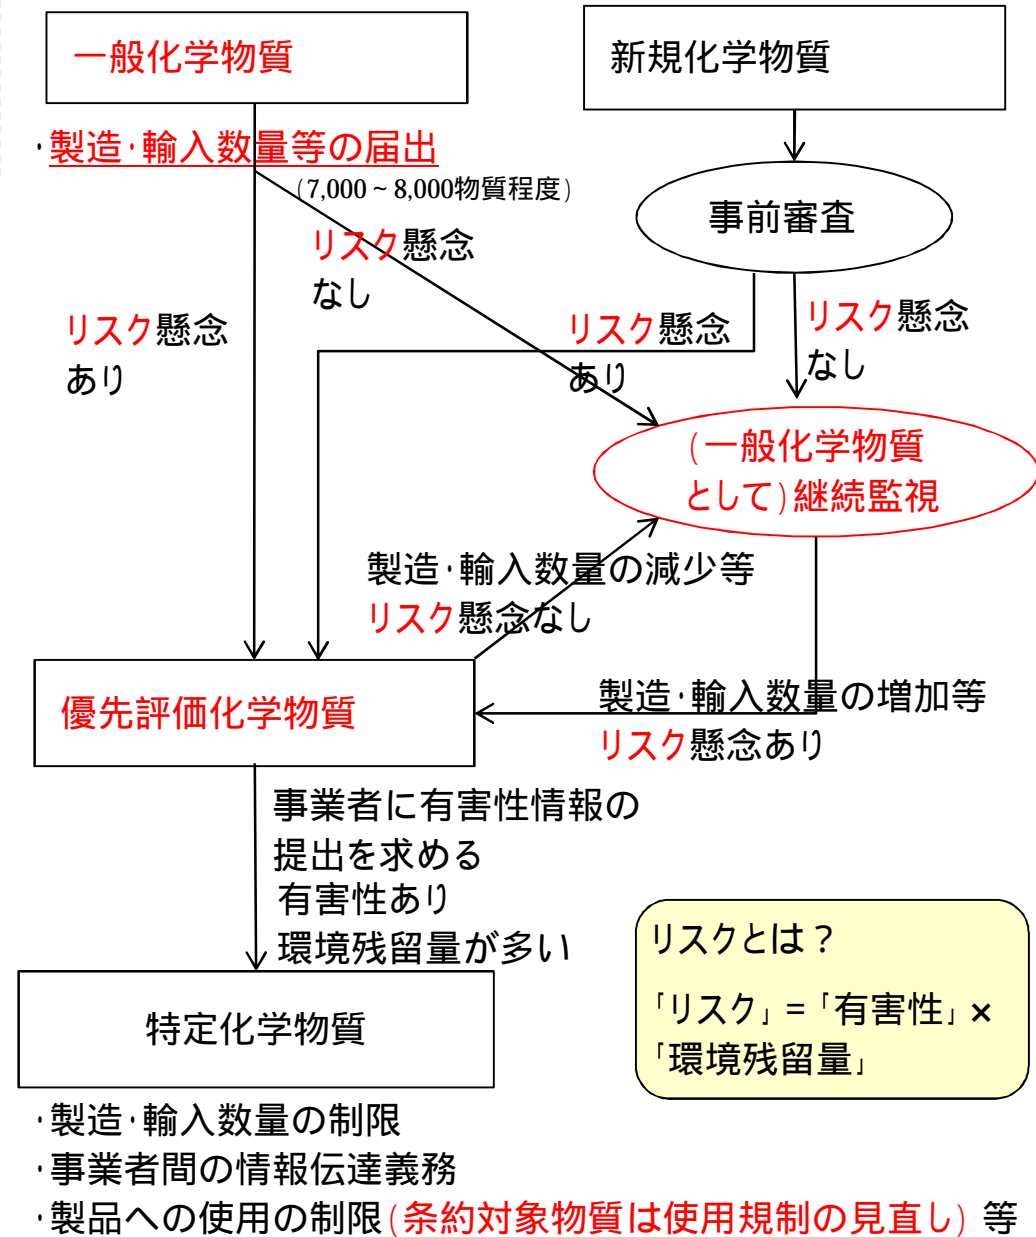 一般化学物質
新規化学物質
・製造・輸入数量等の届出
(7,000~8,000物質程度)
事前審査
リスク懸念
なし
リスク懸念
あり
リスク懸念
あり
リスク懸念
なし
(一般化学物質
として)継続監視
製造・輸入数量の減少等
リスク懸念なし
優先評価化学物質
製造・輸入数量の増加等
リスク懸念あり
事業者に有害性情報の
提出を求める
有害性あり
環境残留量が多い
リスクとは?
「リスク」=「有害性」×
「環境残留量」
特定化学物質
・製造・輸入数量の制限
・事業者間の情報伝達義務
・製品への使用の制限(条約対象物質は使用規制の見直し) 等